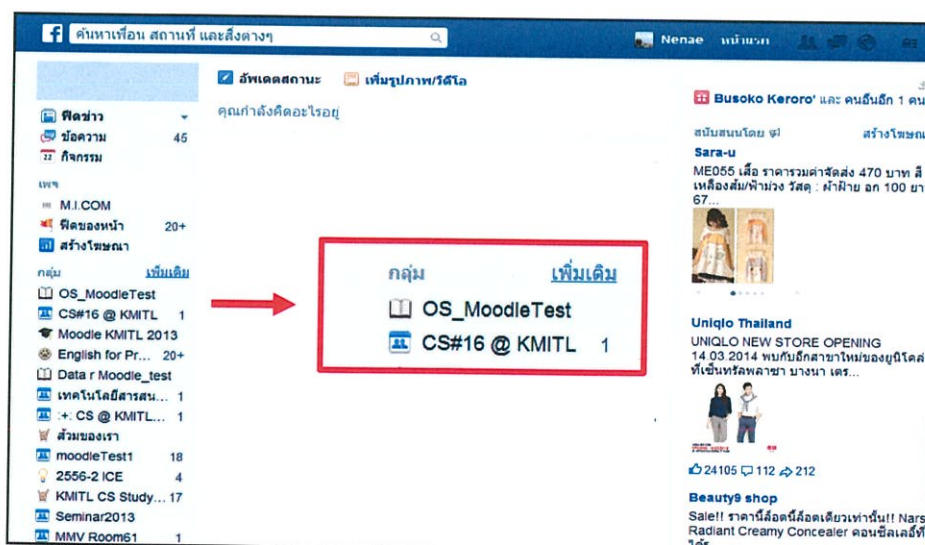 f ค้นหาเพื่อน สถานที่ และสิ่งต่างๆ
Nenae หน้าแรก
ฟีดข่าว
ข้อความ 45
22 กิจกรรม
เพจ
M.I.COM
ฟีดของหน้า 20+
สร้างโฆษณา
กลุ่ม เพิ่มเติม
OS_MoodleTest
CS#16 @ KMITL 1
Moodle KMITL 2013
English for Pr... 20+
Data r Moodle_test
เทคโนโลยีสารสน... 1
:+: CS @ KMITL... 1
ส้วมของเรา
moodleTest1 18
2556-2 ICE 4
KMITL CS Study... 17
Seminar2013
MMV Room61 1
อัพเดตสถานะ เพิ่มรูปภาพ/วิดีโอ
คุณกำลังคิดอะไรอยู่
กลุ่ม เพิ่มเติม
OS_MoodleTest
CS#16 @ KMITL 1
Busoko Keroro' และ คนอื่นอีก 1 คน
สนับสนุนโดย สร้างโฆษณ
Sara-u
ME055 เสื้อ ราคารวมค่าจัดส่ง 470 บาท สี
เหลืองส้ม/ฟ้าม่วง วัสดุ : ผ้าฝ้าย อก 100 ยา
67...
Uniqlo Thailand
UNIQLO NEW STORE OPENING
14.03.2014 พบกับอีกสาขาใหม่ของยูนิโคล่
ที่เซ็นทรัลพลาซา บางนา เตร...
24105 112 212
Beauty9 shop
Sale!! ราคานี้ล็อตนี้ล็อตเดียวเท่านั้น!! Nars
Radiant Creamy Concealer คอนซีลเลอร์ที่